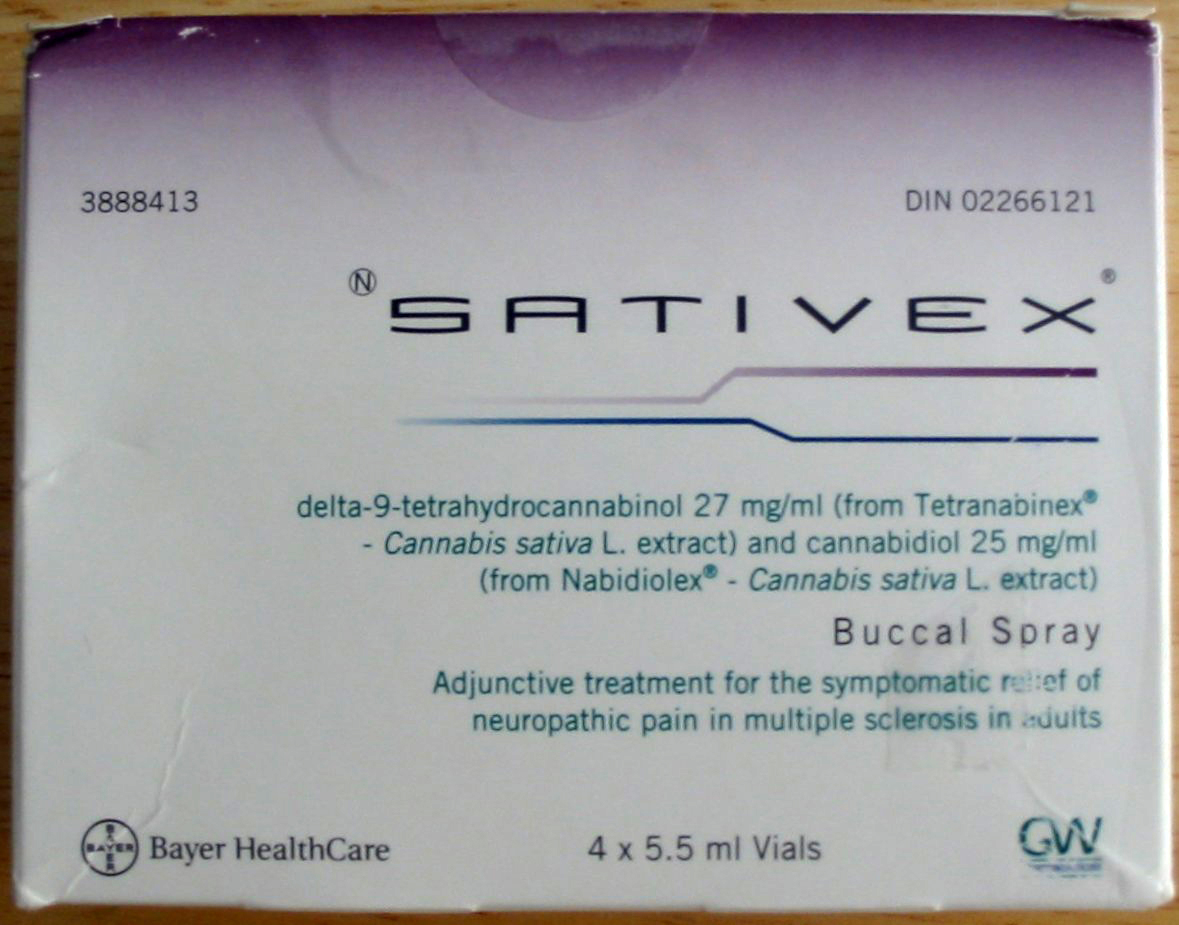 3888413
DIN 02266121
Ⓝ SATIVEX®
delta-9-tetrahydrocannabinol 27 mg/ml (from Tetranabinex®
- Cannabis sativa L. extract) and cannabidiol 25 mg/ml
(from Nabidiolex® - Cannabis sativa L. extract)
Buccal Spray
Adjunctive treatment for the symptomatic relief of
neuropathic pain in multiple sclerosis in adults
BAYER
BAYER
Bayer HealthCare
4 x 5.5 ml Vials
GW